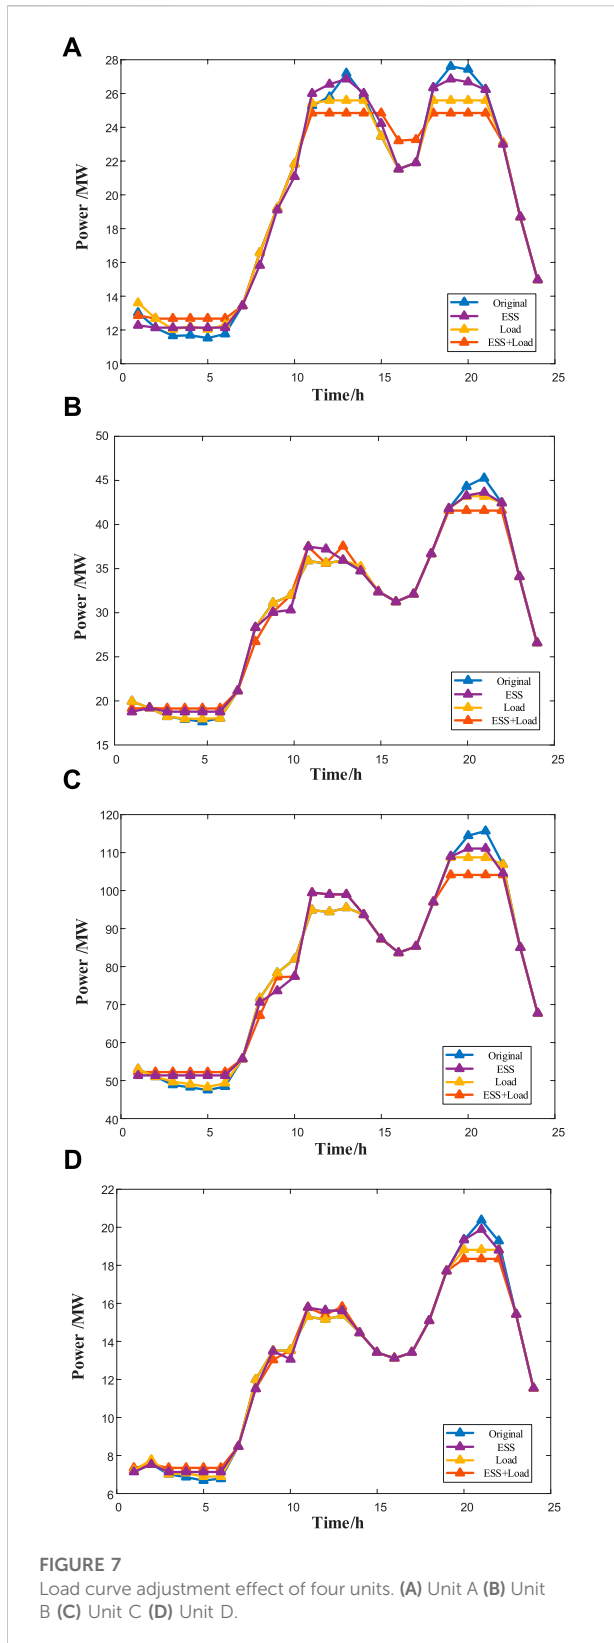 A
28
26
24
22
20
18
16
14
12
10
Power /MW
0 5 10 15 20 25
Time/h
Original
ESS
Load
ESS+Load
B
50
45
40
35
30
25
20
15
Power /MW
0 5 10 15 20 25
Time/h
Original
ESS
Load
ESS+Load
C
120
110
100
90
80
70
60
50
40
Power /MW
0 5 10 15 20 25
Time/h
Original
ESS
Load
ESS+Load
D
22
20
18
16
14
12
10
8
6
Power /MW
0 5 10 15 20 25
Time/h
Original
ESS
Load
ESS+Load
FIGURE 7
Load curve adjustment effect of four units. (A) Unit A (B) Unit
B (C) Unit C (D) Unit D.